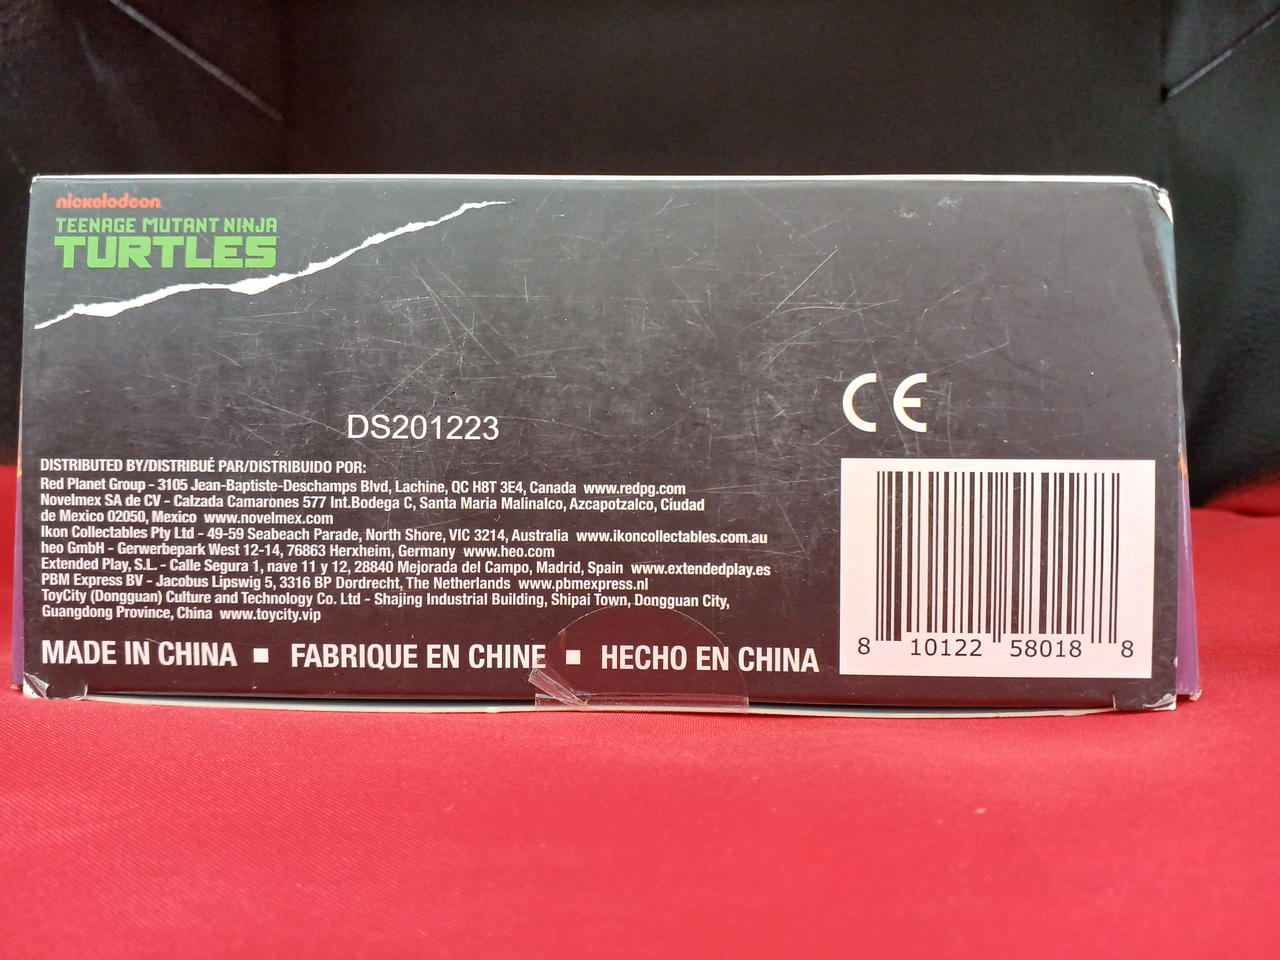 nickelodeon
TEENAGE MUTANT NINJA
TURTLES
DS201223
CE
DISTRIBUTED BY/DISTRIBUÉ PAR/DISTRIBUIDO POR:
Red Planet Group - 3105 Jean-Baptiste-Deschamps Blvd, Lachine, QC H8T 3E4, Canada www.redpg.com
Novelmex SA de CV - Calzada Camarones 577 Int.Bodega C, Santa Maria Malinalco, Azcapotzalco, Ciudad
de Mexico 02050, Mexico www.novelmex.com
Ikon Collectables Pty Ltd - 49-59 Seabeach Parade, North Shore, VIC 3214, Australia www.ikoncollectables.com.au
heo GmbH - Gerwerbepark West 12-14, 76863 Herxheim, Germany www.heo.com
Extended Play, S.L. - Calle Segura 1, nave 11 y 12, 28840 Mejorada del Campo, Madrid, Spain www.extendedplay.es
PBM Express BV - Jacobus Lipswig 5, 3316 BP Dordrecht, The Netherlands www.pbmexpress.nl
ToyCity (Dongguan) Culture and Technology Co. Ltd - Shajing Industrial Building, Shipai Town, Dongguan City,
Guangdong Province, China www.toycity.vip
MADE IN CHINA ■ FABRIQUE EN CHINE ■ HECHO EN CHINA
8 10122 58018 8